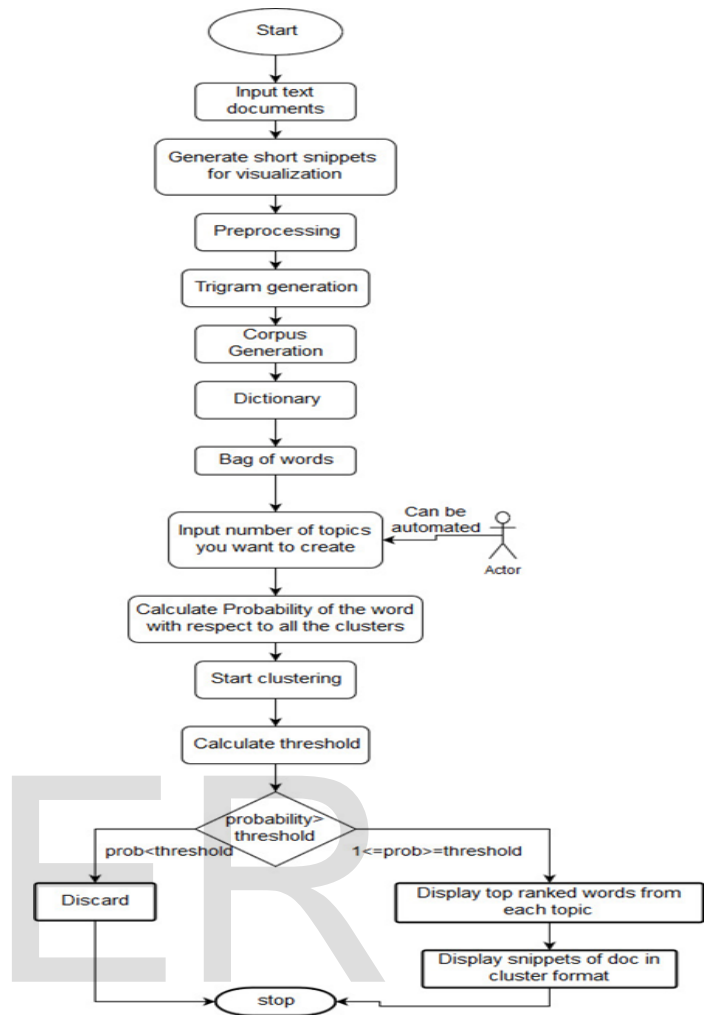 Start
Input text
documents
Generate short snippets
for visualization
Preprocessing
Trigram generation
Corpus
Generation
Dictionary
Bag of words
Input number of topics
you want to create
Can be
automated
Actor
Calculate Probability of the word
with respect to all the clusters
Start clustering
Calculate threshold
probability>
threshold
prob<threshold
1<=prob>=threshold
Discard
Display top ranked words from
each topic
Display snippets of doc in
cluster format
stop
ER